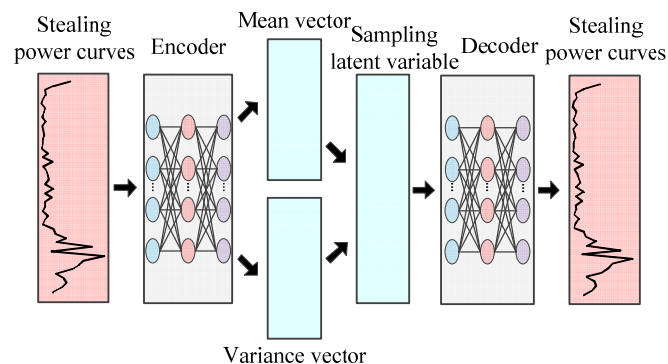 Stealing
power curves
Encoder
Mean vector
Sampling
latent variable
Decoder
Stealing
power curves
Variance vector